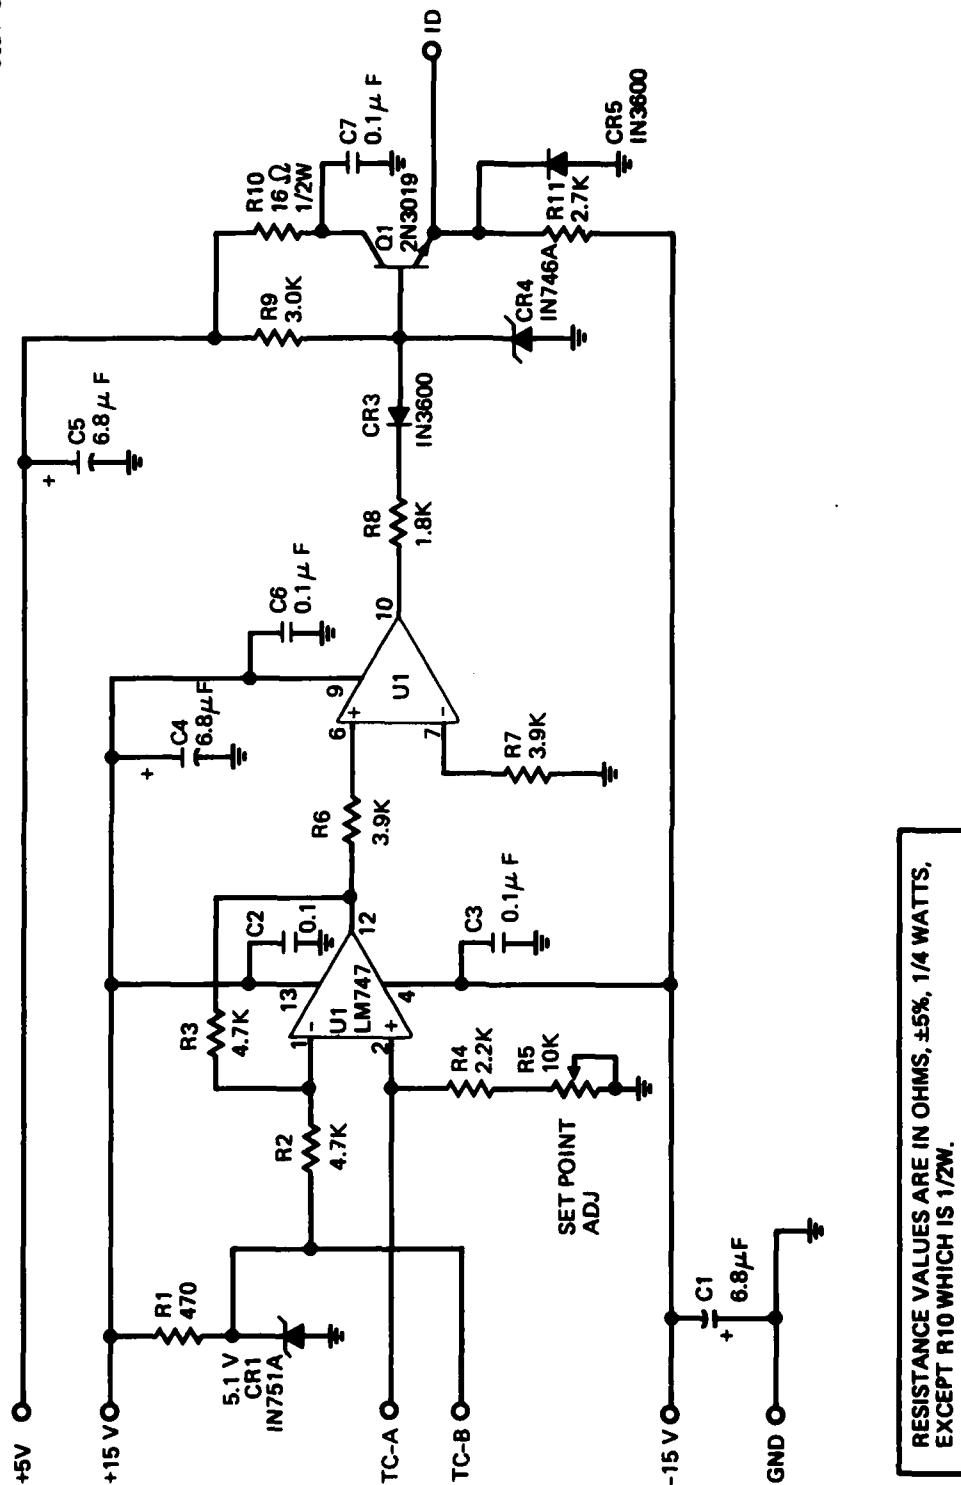 +5V
+15 V
TC-A
TC-B
-15 V
GND
R1
470
5.1 V
CR1
IN751A
R2
4.7K
R3
4.7K
SET POINT
ADJ
R4
2.2K
R5
10K
1
2
-
+
U1
LM747
13
4
12
C2
0.1
C3
0.1µF
C1
6.8µF
+
R6
3.9K
C4
6.8µF
+
R7
3.9K
6
7
+
-
9
U1
10
C6
0.1µF
R8
1.8K
C5
6.8µF
+
CR3
IN3600
R9
3.0K
R10
16 Ω
1/2W
C7
0.1µF
Q1
2N3019
CR4
IN746A
R11
2.7K
CR5
IN3600
ID
RESISTANCE VALUES ARE IN OHMS, ±5%, 1/4 WATTS,
EXCEPT R10 WHICH IS 1/2W.